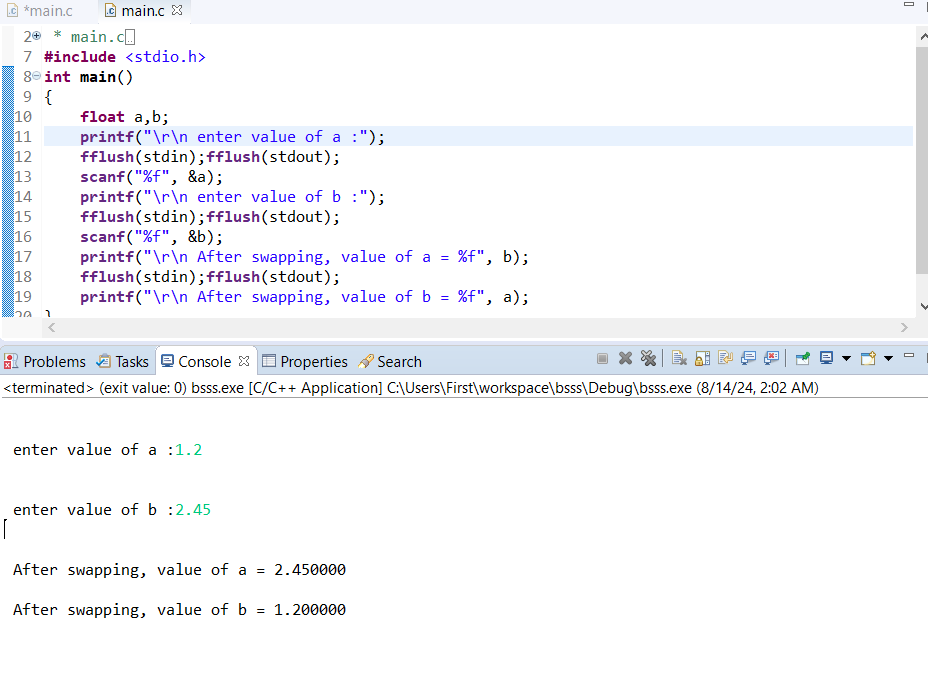 *main.c main.c
2 * main.c
7 #include <stdio.h>
8 int main()
9 {
10 float a,b;
11 printf("\r\n enter value of a :");
12 fflush(stdin);fflush(stdout);
13 scanf("%f", &a);
14 printf("\r\n enter value of b :");
15 fflush(stdin);fflush(stdout);
16 scanf("%f", &b);
17 printf("\r\n After swapping, value of a = %f", b);
18 fflush(stdin);fflush(stdout);
19 printf("\r\n After swapping, value of b = %f", a);
20 }
Problems Tasks Console Properties Search
<terminated> (exit value: 0) bsss.exe [C/C++ Application] C:\Users\First\workspace\bsss\Debug\bsss.exe (8/14/24, 2:02 AM)
enter value of a :1.2
enter value of b :2.45
After swapping, value of a = 2.450000
After swapping, value of b = 1.200000